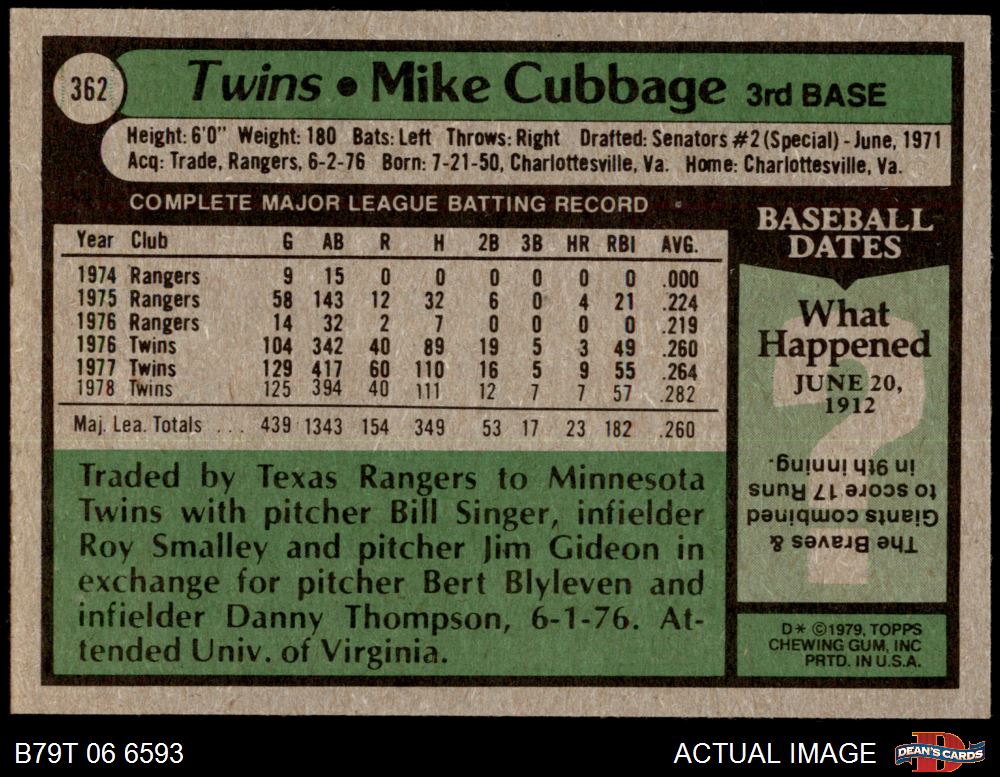 362
Twins • Mike Cubbage 3rd BASE
Height: 6'0" Weight: 180 Bats: Left Throws: Right Drafted: Senators #2 (Special) - June, 1971
Acq: Trade, Rangers, 6-2-76 Born: 7-21-50, Charlottesville, Va. Home: Charlottesville, Va.
COMPLETE MAJOR LEAGUE BATTING RECORD
Year Club G AB R H 2B 3B HR RBI AVG.
1974 Rangers 9 15 0 0 0 0 0 0 .000
1975 Rangers 58 143 12 32 6 0 4 21 .224
1976 Rangers 14 32 2 7 0 0 0 0 .219
1976 Twins 104 342 40 89 19 5 3 49 .260
1977 Twins 129 417 60 110 16 5 9 55 .264
1978 Twins 125 394 40 111 12 7 7 57 .282
Maj. Lea. Totals ... 439 1343 154 349 53 17 23 182 .260
Traded by Texas Rangers to Minnesota
Twins with pitcher Bill Singer, infielder
Roy Smalley and pitcher Jim Gideon in
exchange for pitcher Bert Blyleven and
infielder Danny Thompson, 6-1-76. At-
tended Univ. of Virginia.
BASEBALL
DATES
What
Happened
JUNE 20,
1912
The Braves &
Giants combined
to score 17 Runs
in 9th inning.
D* ©1979, TOPPS
CHEWING GUM, INC
PRTD. IN U.S.A.
B79T 06 6593
ACTUAL IMAGE
D
DEAN'S CARDS